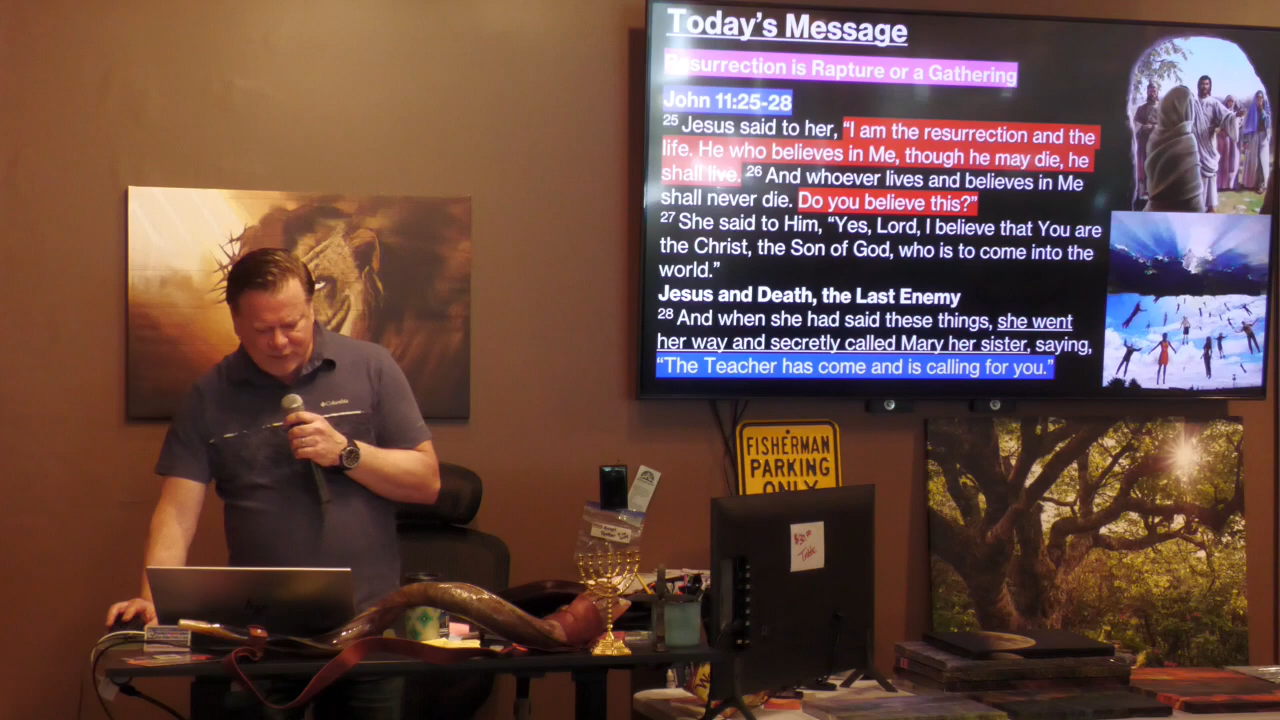 Today's Message
Resurrection is Rapture or a Gathering
John 11:25-28
25 Jesus said to her, “I am the resurrection and the
life. He who believes in Me, though he may die, he
shall live. 26 And whoever lives and believes in Me
shall never die. Do you believe this?”
27 She said to Him, “Yes, Lord, I believe that You are
the Christ, the Son of God, who is to come into the
world.”
Jesus and Death, the Last Enemy
28 And when she had said these things, she went
her way and secretly called Mary her sister, saying,
“The Teacher has come and is calling for you.”
Columbia
FISHERMAN
PARKING
ONLY
hp
Table